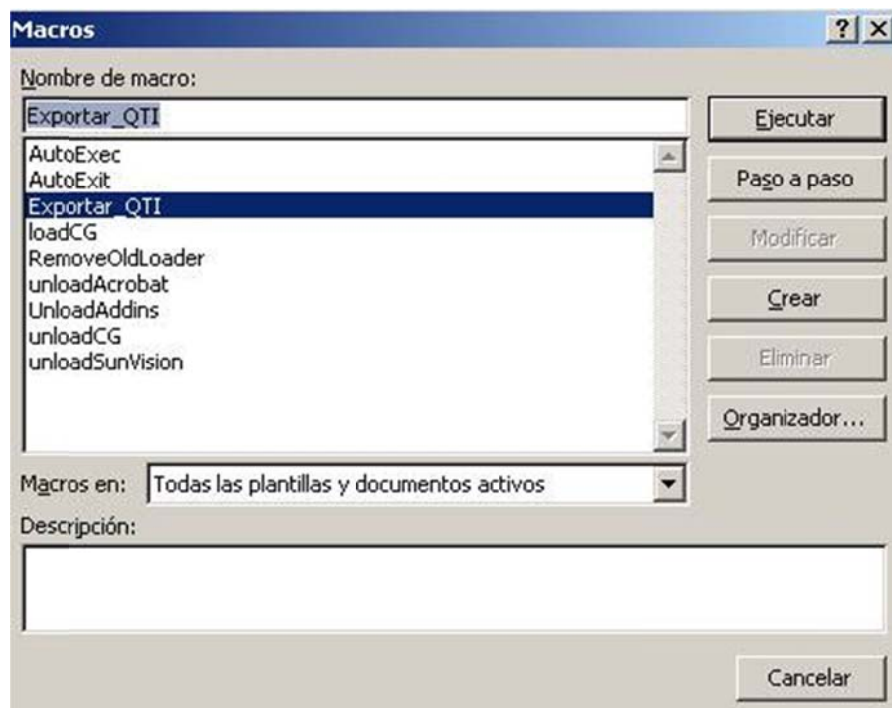 Macros
Nombre de macro:
Exportar_QTI
AutoExec
AutoExit
Exportar_QTI
loadCG
RemoveOldLoader
unloadAcrobat
UnloadAddins
unloadCG
unloadSunVision
Ejecutar
Paso a paso
Modificar
Crear
Eliminar
Organizador...
Macros en: Todas las plantillas y documentos activos
Descripción:
Cancelar